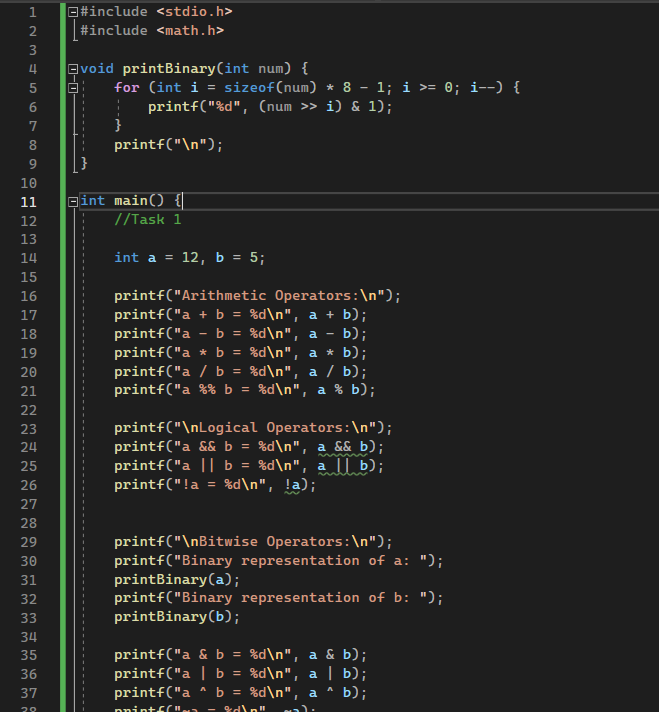 1 #include <stdio.h>
2 #include <math.h>
3
4 void printBinary(int num) {
5     for (int i = sizeof(num) * 8 - 1; i >= 0; i--) {
6         printf("%d", (num >> i) & 1);
7     }
8     printf("\n");
9 }
10
11 int main() {
12     //Task 1
13
14     int a = 12, b = 5;
15
16     printf("Arithmetic Operators:\n");
17     printf("a + b = %d\n", a + b);
18     printf("a - b = %d\n", a - b);
19     printf("a * b = %d\n", a * b);
20     printf("a / b = %d\n", a / b);
21     printf("a %% b = %d\n", a % b);
22
23     printf("\nLogical Operators:\n");
24     printf("a && b = %d\n", a && b);
25     printf("a || b = %d\n", a || b);
26     printf("!a = %d\n", !a);
27
28
29     printf("\nBitwise Operators:\n");
30     printf("Binary representation of a: ");
31     printBinary(a);
32     printf("Binary representation of b: ");
33     printBinary(b);
34
35     printf("a & b = %d\n", a & b);
36     printf("a | b = %d\n", a | b);
37     printf("a ^ b = %d\n", a ^ b);
38     printf("~a = %d\n", ~a);